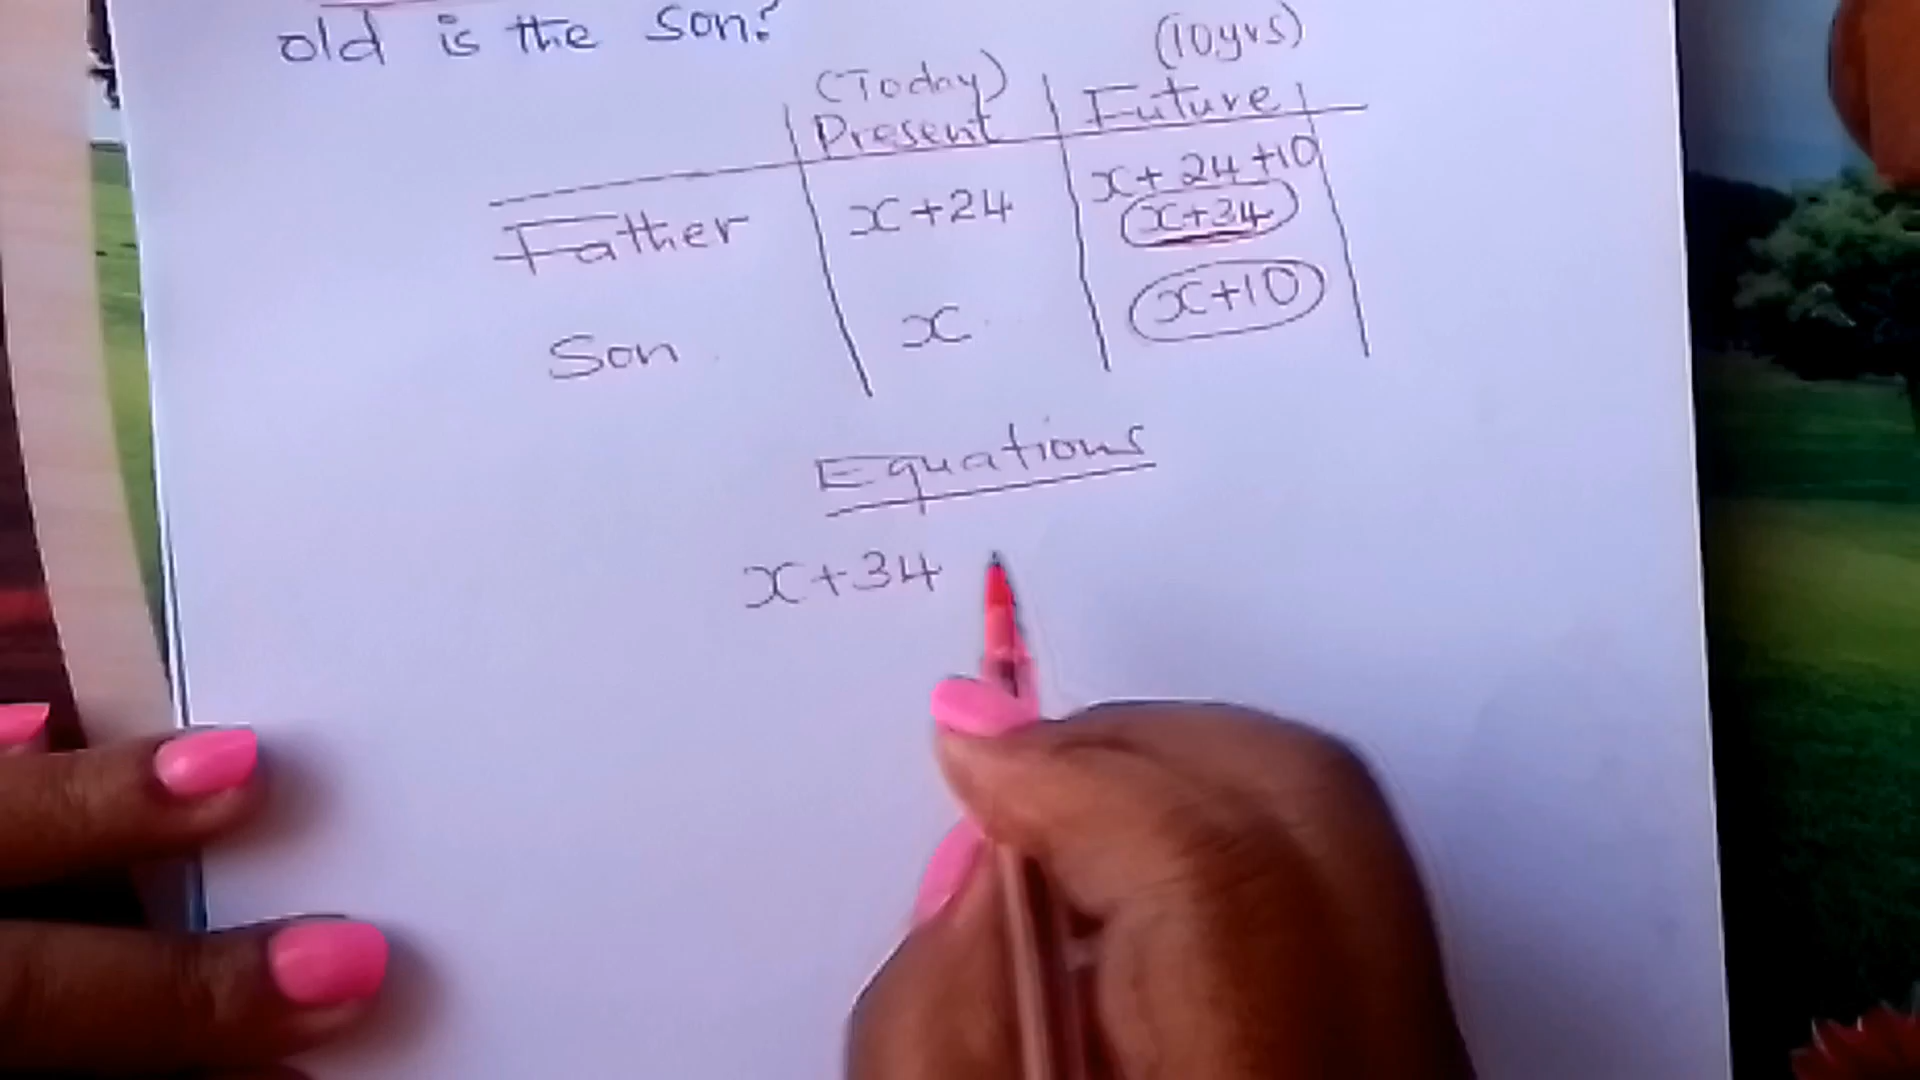 old is the son?
(Today) (10yrs)
Present Future
Father x+24 x+24+10
x+34
Son x x+10
Equations
x+34